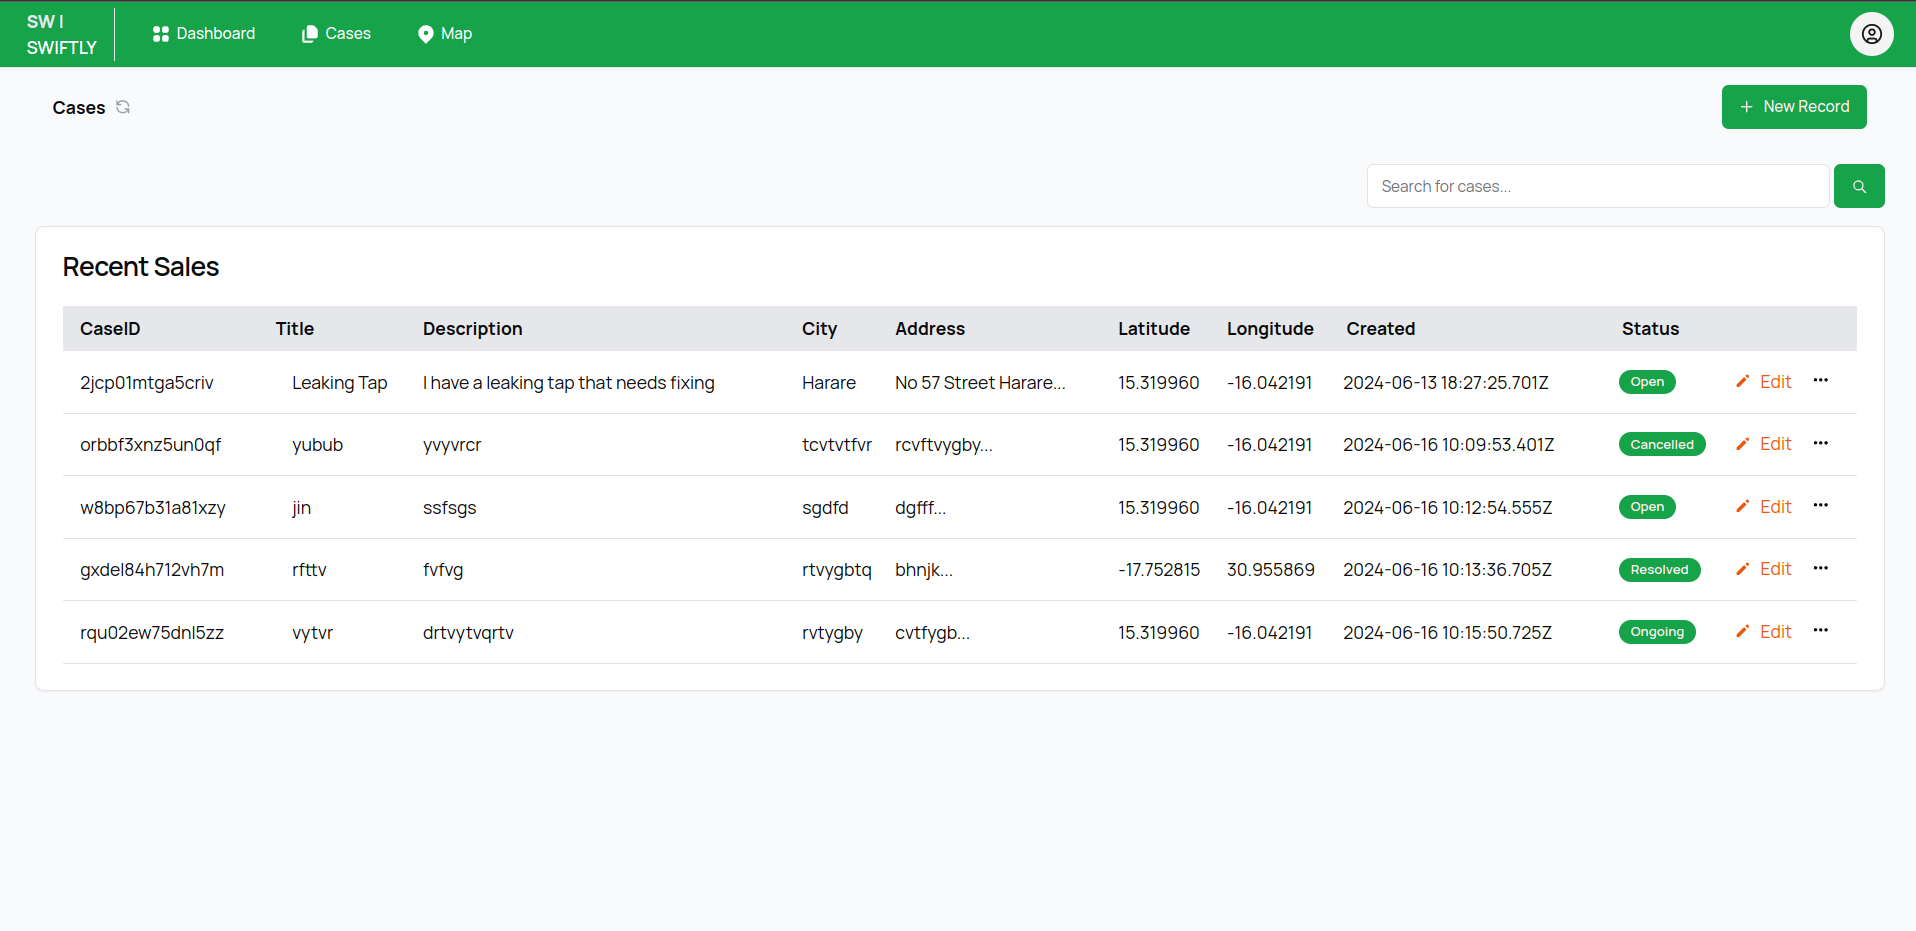 SW |
SWIFTLY
Dashboard
Cases
Map
Cases
New Record
Search for cases...
Recent Sales
CaseID Title Description City Address Latitude Longitude Created Status
2jcp01mtga5criv Leaking Tap I have a leaking tap that needs fixing Harare No 57 Street Harare... 15.319960 -16.042191 2024-06-13 18:27:25.701Z Open Edit ...
orbbf3xnz5un0qf yubub yvyvrcr tcvtvtfvr rcvftvygby... 15.319960 -16.042191 2024-06-16 10:09:53.401Z Cancelled Edit ...
w8bp67b31a81xzy jin ssfsgs sgdfd dgfff... 15.319960 -16.042191 2024-06-16 10:12:54.555Z Open Edit ...
gxdel84h712vh7m rfttv fvfvg rtvygbtq bhnjk... -17.752815 30.955869 2024-06-16 10:13:36.705Z Resolved Edit ...
rqu02ew75dnl5zz vytvr drtvytvqrtv rvtygby cvtfygb... 15.319960 -16.042191 2024-06-16 10:15:50.725Z Ongoing Edit ...